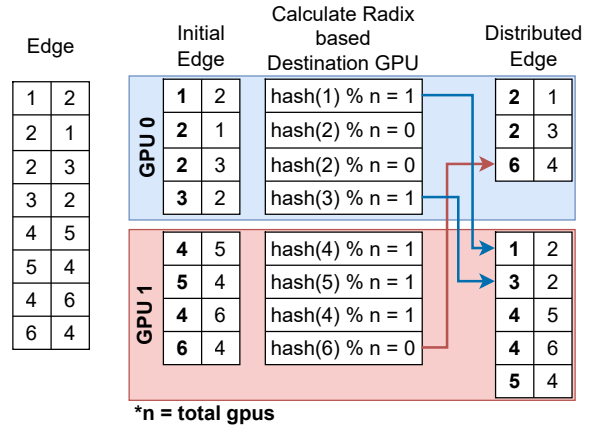 Edge
1 2
2 1
2 3
3 2
4 5
5 4
4 6
6 4
Initial
Edge
Calculate Radix
based
Destination GPU
Distributed
Edge
GPU 0
1 2
2 1
2 3
3 2
hash(1) % n = 1
hash(2) % n = 0
hash(2) % n = 0
hash(3) % n = 1
2 1
2 3
6 4
GPU 1
4 5
5 4
4 6
6 4
hash(4) % n = 1
hash(5) % n = 1
hash(4) % n = 1
hash(6) % n = 0
1 2
3 2
4 5
4 6
5 4
*n = total gpus